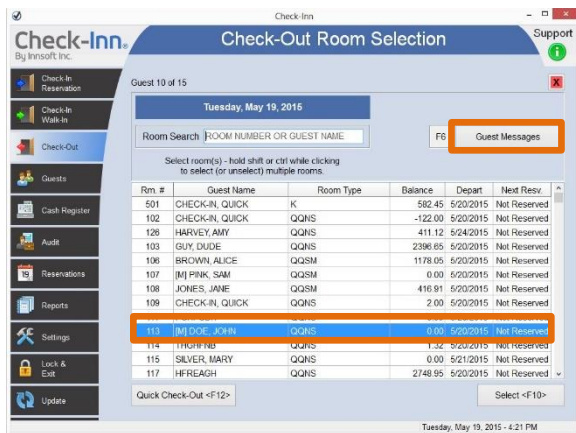 Check-Inn
Check-Inn®
By Innsoft Inc.
Check-Out Room Selection
Support
Check-In
Reservation
Check-In
Walk-In
Check-Out
Guests
Cash Register
Audit
19 Reservations
Reports
Settings
Lock &
Exit
Update
Guest 10 of 15
X
Tuesday, May 19, 2015
Room Search ROOM NUMBER OR GUEST NAME
F6 Guest Messages
Select room(s) - hold shift or ctrl while clicking
to select (or unselect) multiple rooms.
Rm. # Guest Name Room Type Balance Depart Next Resv.
501 CHECK-IN, QUICK K 582.45 5/20/2015 Not Reserved
102 CHECK-IN, QUICK QQNS -122.00 5/20/2015 Not Reserved
126 HARVEY, AMY QQNS 411.12 5/24/2015 Not Reserved
103 GUY, DUDE QQNS 2396.65 5/20/2015 Not Reserved
106 BROWN, ALICE QQSM 1178.05 5/20/2015 Not Reserved
107 [M] PINK, SAM QQSM 0.00 5/20/2015 Not Reserved
108 JONES, JANE QQSM 416.91 5/20/2015 Not Reserved
109 CHECK-IN, QUICK QQNS 2.00 5/20/2015 Not Reserved
113 [M] DOE, JOHN QQNS 0.00 5/20/2015 Not Reserved
114 THGHFNB QQNS 1.32 5/20/2015 Not Reserved
115 SILVER, MARY QQNS 0.00 5/21/2015 Not Reserved
117 HFREAGH QQNS 2748.95 5/20/2015 Not Reserved
Quick Check-Out <F12>
Select <F10>
Tuesday, May 19, 2015 - 4:21 PM